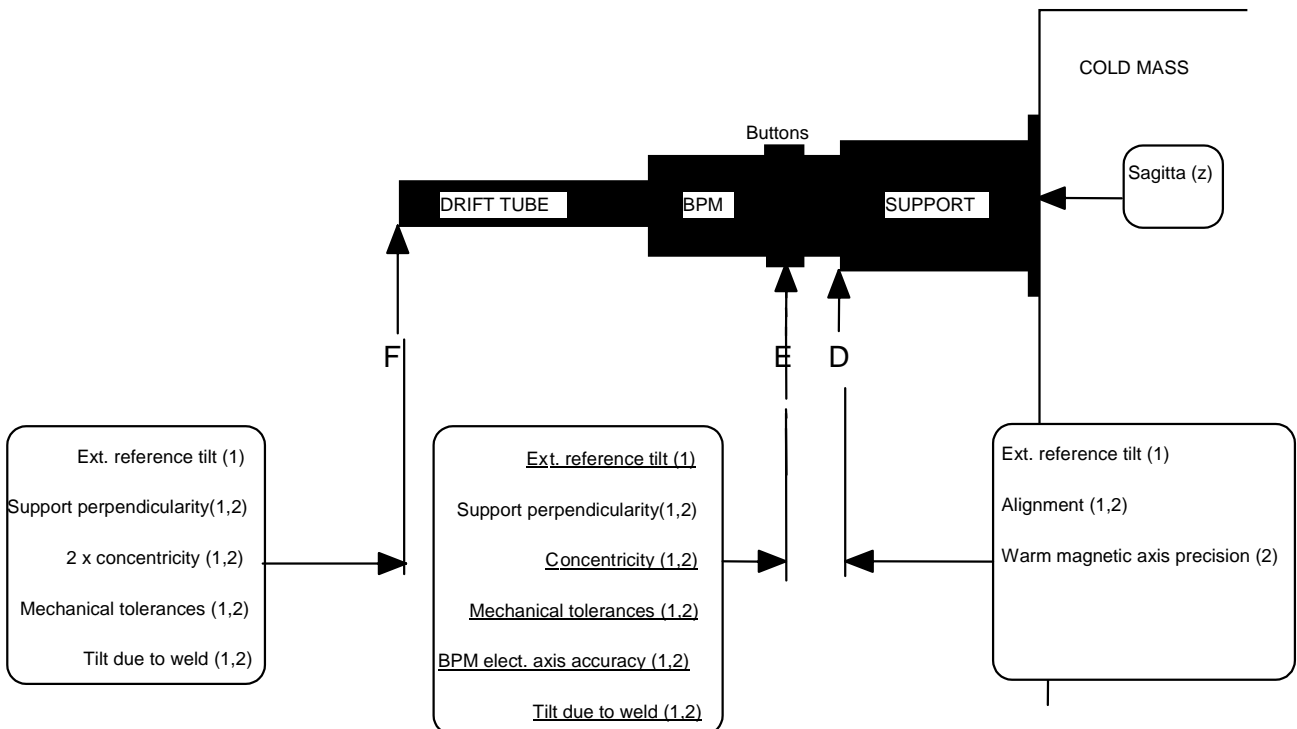 COLD MASS
Buttons
Sagitta (z)
DRIFT TUBE
BPM
SUPPORT
F
E
D
Ext. reference tilt (1)
Support perpendicularity(1,2)
2 x concentricity (1,2)
Mechanical tolerances (1,2)
Tilt due to weld (1,2)
Ext. reference tilt (1)
Support perpendicularity(1,2)
Concentricity (1,2)
Mechanical tolerances (1,2)
BPM elect. axis accuracy (1,2)
Tilt due to weld (1,2)
Ext. reference tilt (1)
Alignment (1,2)
Warm magnetic axis precision (2)